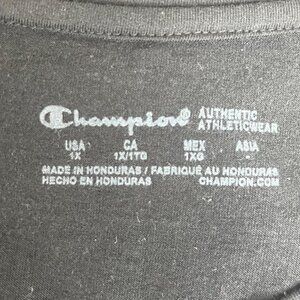 Champion® AUTHENTIC ATHLETICWEAR
USA CA MEX ASIA
1X 1X/1TG 1XG -
MADE IN HONDURAS / FABRIQUÉ AU HONDURAS
HECHO EN HONDURAS CHAMPION.COM